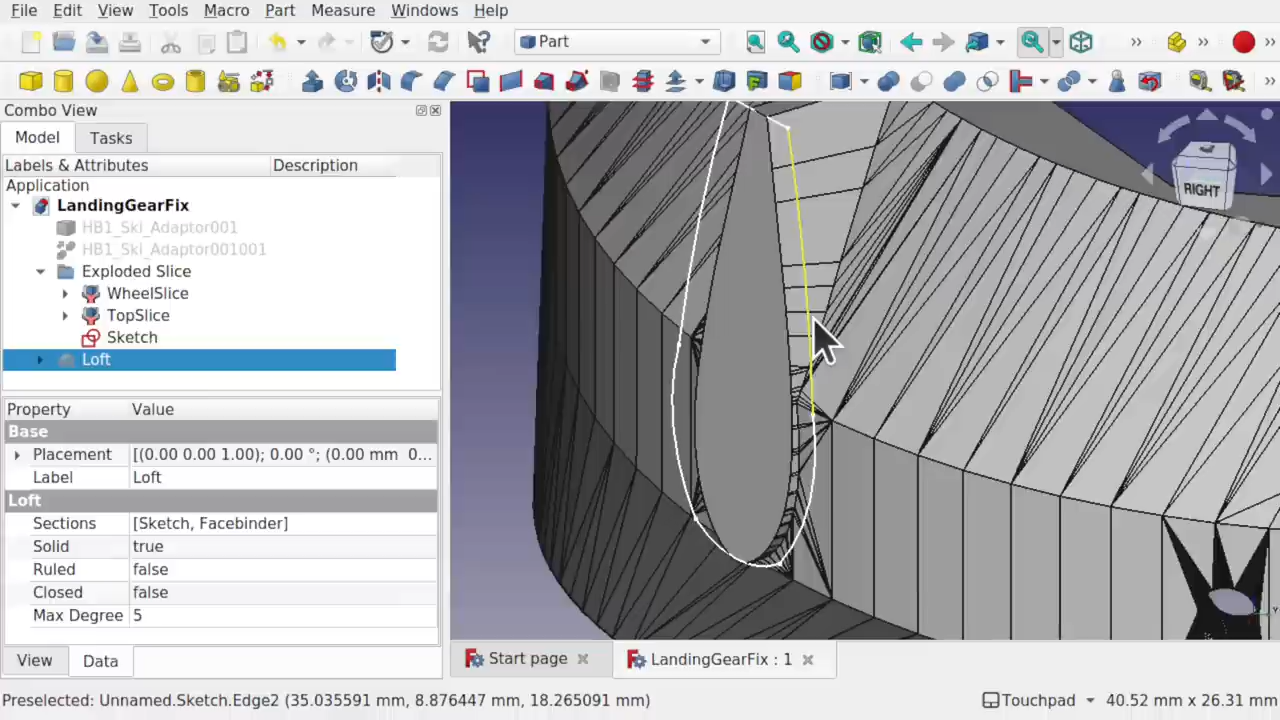 File Edit View Tools Macro Part Measure Windows Help
Part
Combo View
Model Tasks
Labels & Attributes Description
Application
LandingGearFix
HB1_Ski_Adaptor001
HB1_Ski_Adaptor001001
Exploded Slice
WheelSlice
TopSlice
Sketch
Loft
Property Value
Base
Placement [(0.00 0.00 1.00); 0.00 °; (0.00 mm 0...
Label Loft
Loft
Sections [Sketch, Facebinder]
Solid true
Ruled false
Closed false
Max Degree 5
View Data
RIGHT
Start page LandingGearFix : 1
Preselected: Unnamed.Sketch.Edge2 (35.035591 mm, 8.876447 mm, 18.265091 mm) Touchpad 40.52 mm x 26.31 mm